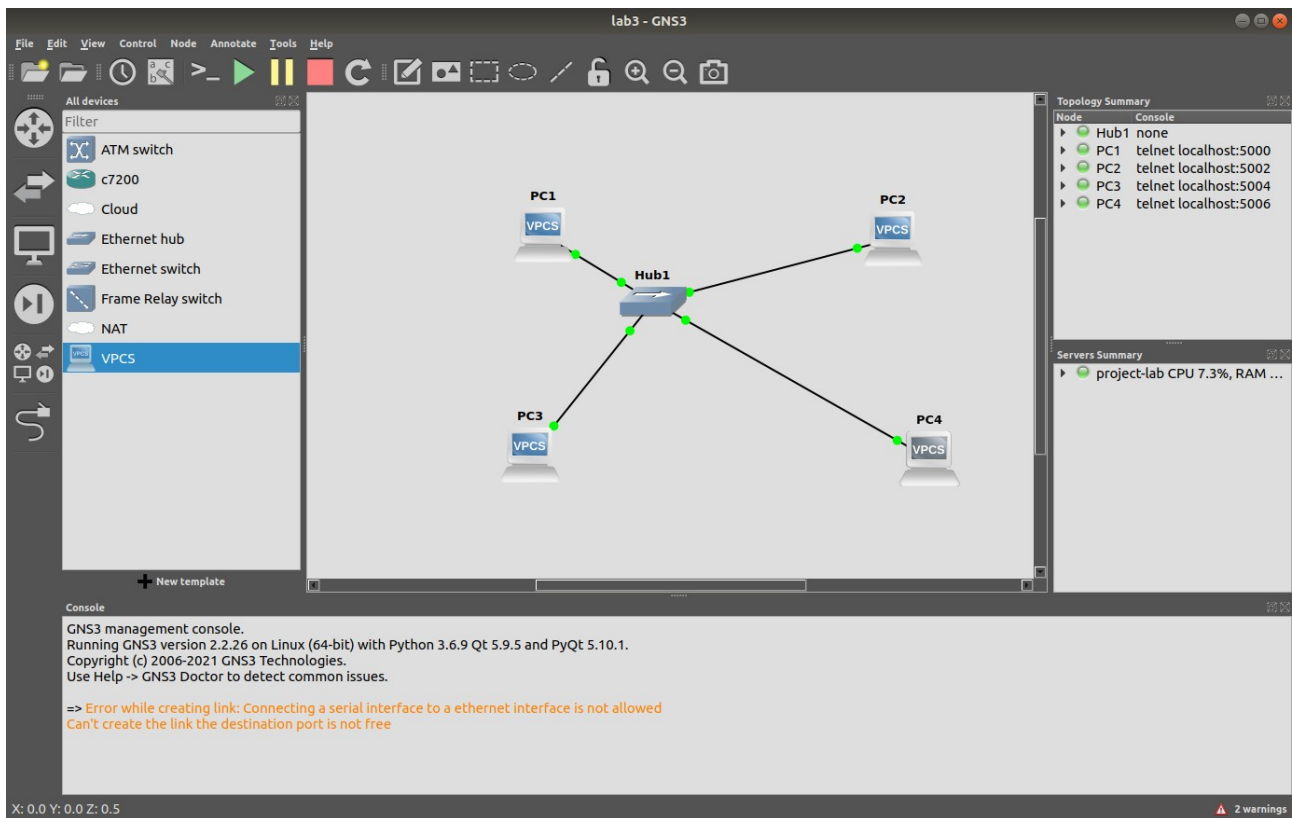 lab3 - GNS3
File Edit View Control Node Annotate Tools Help
All devices
Filter
ATM switch
c7200
Cloud
Ethernet hub
Ethernet switch
Frame Relay switch
NAT
VPCS
New template
PC1
VPCS
PC2
VPCS
Hub1
PC3
VPCS
PC4
VPCS
Topology Summary
Node Console
Hub1 none
PC1 telnet localhost:5000
PC2 telnet localhost:5002
PC3 telnet localhost:5004
PC4 telnet localhost:5006
Servers Summary
project-lab CPU 7.3%, RAM ...
Console
GNS3 management console.
Running GNS3 version 2.2.26 on Linux (64-bit) with Python 3.6.9 Qt 5.9.5 and PyQt 5.10.1.
Copyright (c) 2006-2021 GNS3 Technologies.
Use Help -> GNS3 Doctor to detect common issues.
=> Error while creating link: Connecting a serial interface to a ethernet interface is not allowed
Can't create the link the destination port is not free
X: 0.0 Y: 0.0 Z: 0.5
2 warnings